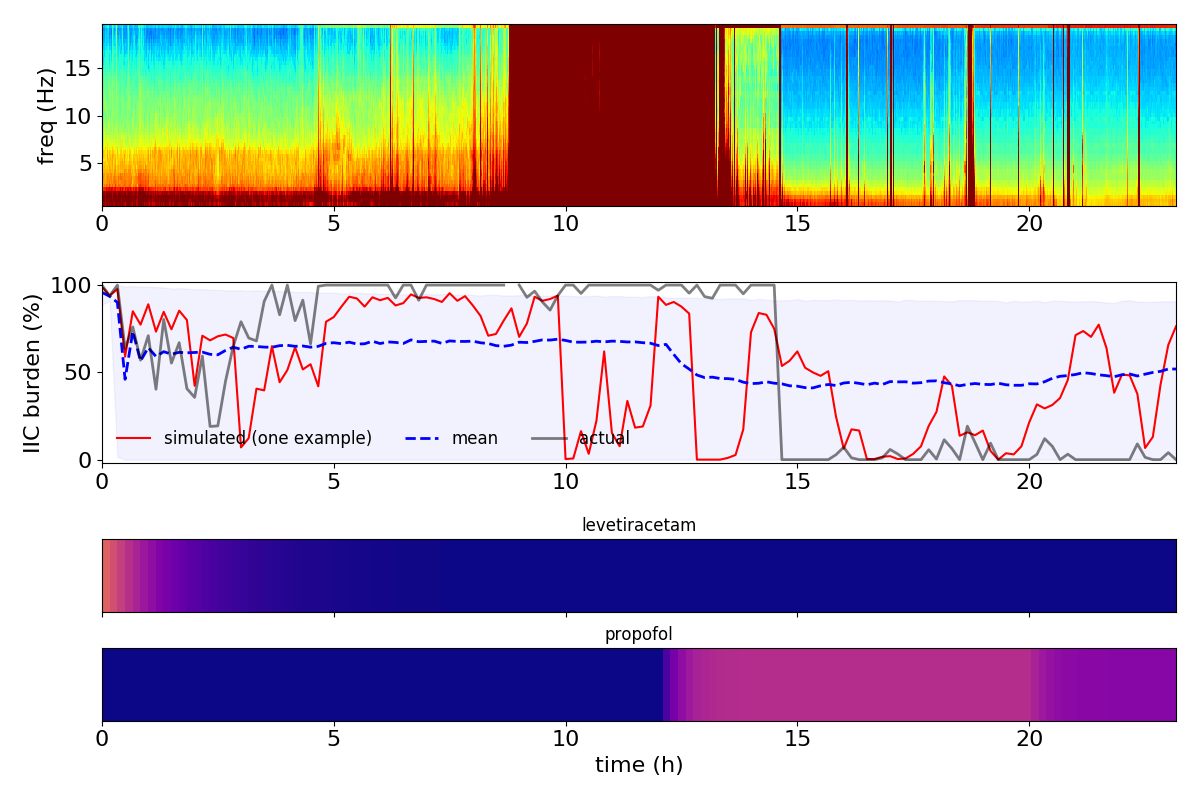 freq (Hz)
15
10
5
0 5 10 15 20
IIC IC burden (%)
100
50
0
simulated (one example) mean actual
0 5 10 15 20
levetiracetam
propofol
0 5 10 15 20
time (h)